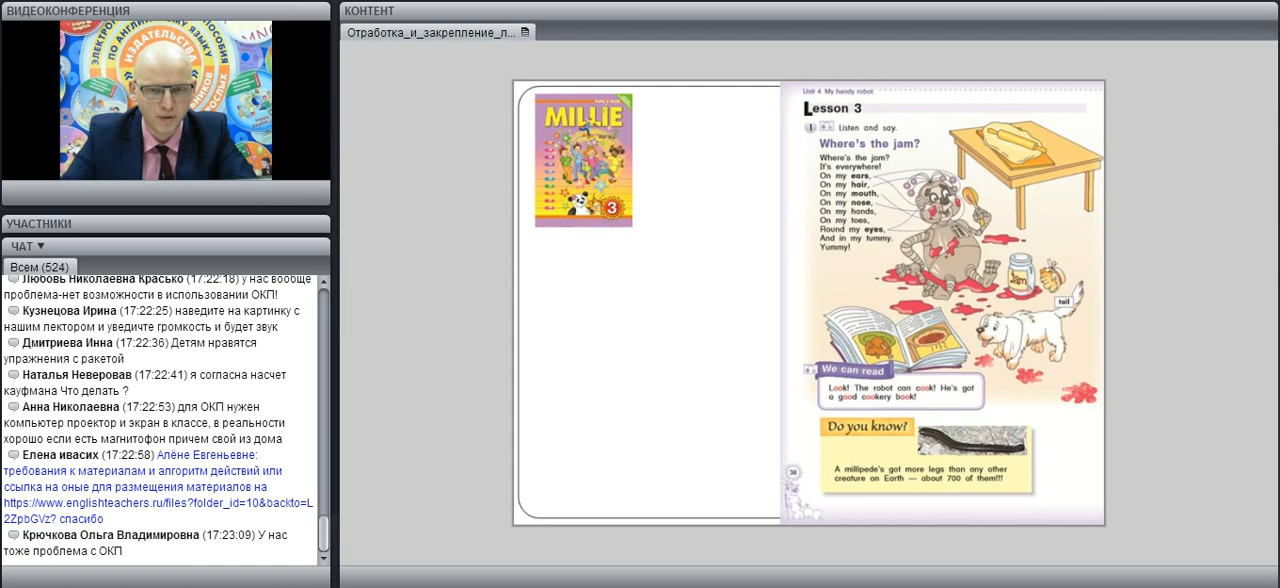 ВИДЕОКОНФЕРЕНЦИЯ
ЭЛЕКТРОН
ПО АНГЛИЙСКОМУ ЯЗЫКУ
ПОСОБИЯ
ИЗДАТЕЛЬСТВА
УЧАСТНИКИ
ЧАТ ▼
Всем (524)
Любовь Николаевна Красько (17:22:18) у нас вообще
проблема-нет возможности в использовании ОКП!
Кузнецова Ирина (17:22:25) наведите на картинку с
нашим лектором и уведичте громкость и будет звук
Дмитриева Инна (17:22:36) Детям нравятся
упражнения с ракетой
Наталья Неверовав (17:22:41) я согласна насчет
кауфмана Что делать ?
Анна Николаевна (17:22:53) для ОКП нужен
компьютер проектор и экран в классе, в реальности
хорошо если есть магнитофон причем свой из дома
Елена ивасих (17:22:58) Алёне Евгеньевне:
требования к материалам и алгоритм действий или
ссылка на оные для размещения материалов на
https://www.englishteachers.ru/files?folder_id=10&backto=L
2ZpbGVz? спасибо
Крючкова Ольга Владимировна (17:23:09) У нас
тоже проблема с ОКП
КОНТЕНТ
Отработка_и_закрепление_л...
MILLIE
3
Unit 4 My handy robot
Lesson 3
1 Listen and say.
Where's the jam?
Where's the jam?
It's everywhere!
On my ears,
On my hair,
On my mouth,
On my nose,
On my hands,
On my toes,
Round my eyes,
And in my tummy.
Yummy!
Jam
tail
We can read
Look! The robot can cook! He's got
a good cookery book!
Do you know?
A millipede's got more legs than any other
creature on Earth — about 700 of them!!!
38